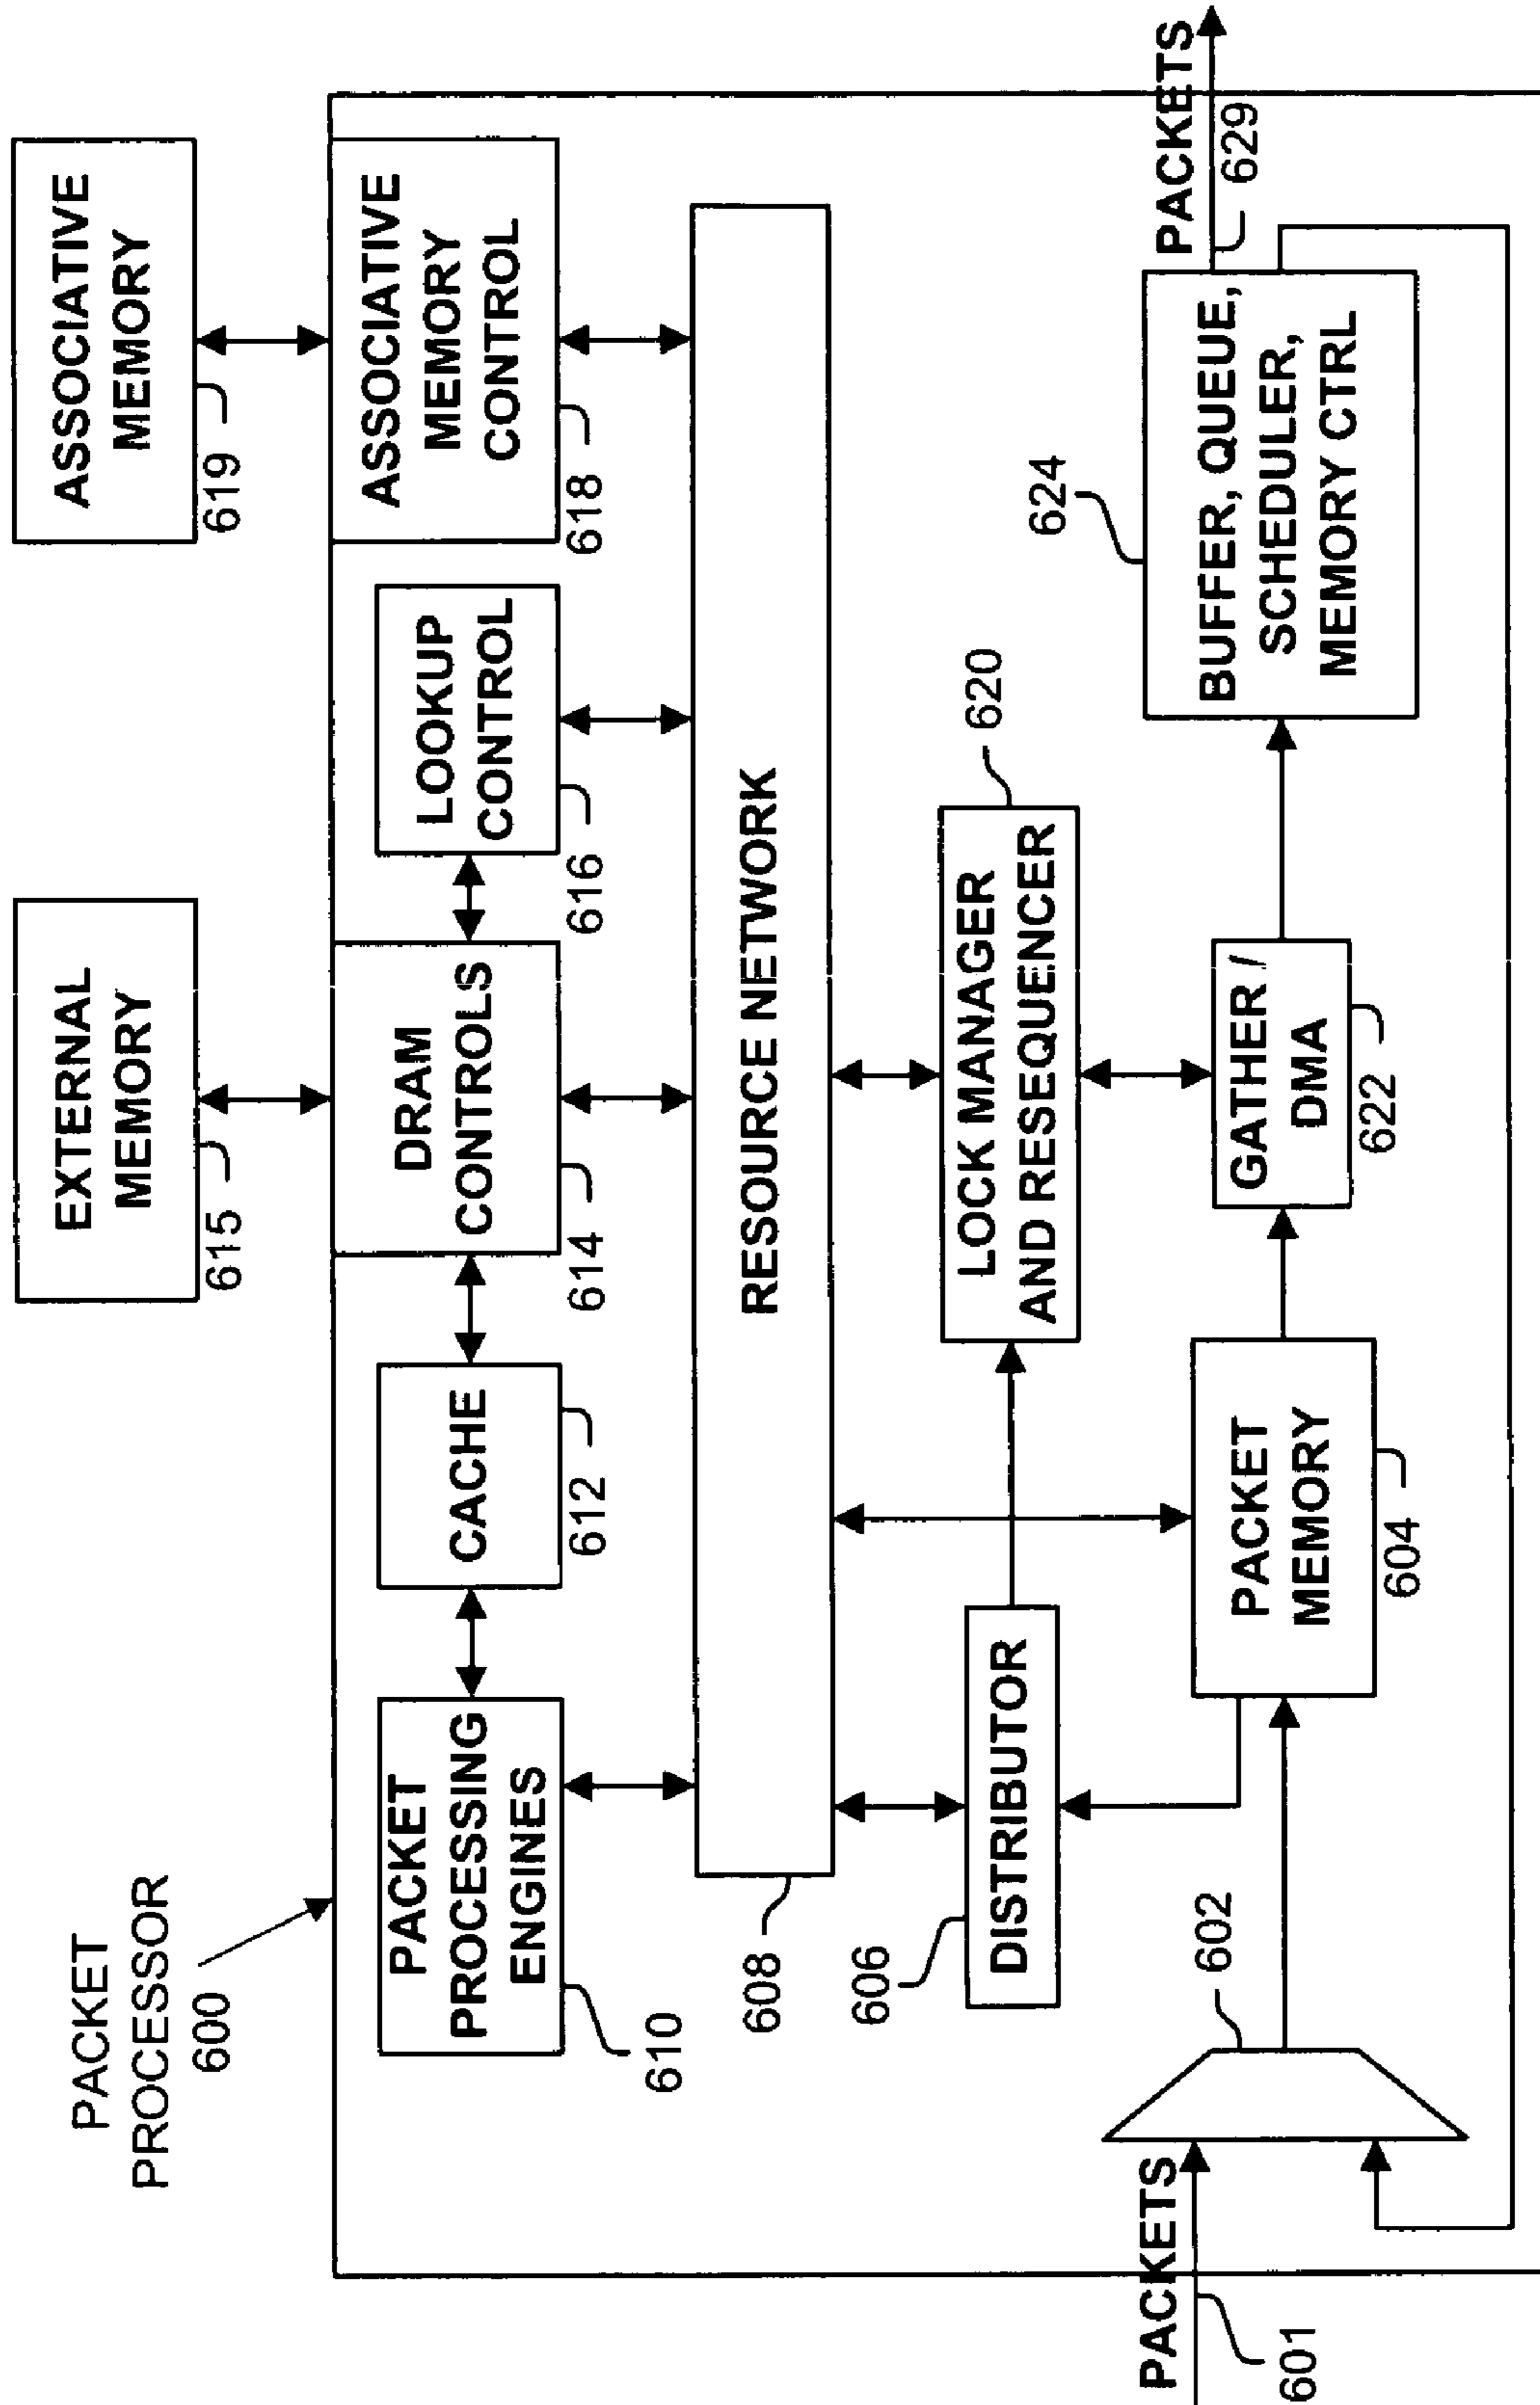 PACKET
PROCESSOR
600
EXTERNAL
MEMORY
615
ASSOCIATIVE
MEMORY
619
PACKET
PROCESSING
ENGINES
610
CACHE
612
DRAM
CONTROLS
614
LOOKUP
CONTROL
616
ASSOCIATIVE
MEMORY
CONTROL
618
RESOURCE NETWORK
608
606
DISTRIBUTOR
LOCK MANAGER
AND RESEQUENCER
620
PACKETS
601
602
PACKET
MEMORY
604
GATHER /
DMA
622
624
BUFFER, QUEUE,
SCHEDULER,
MEMORY CTRL
PACKETS
629